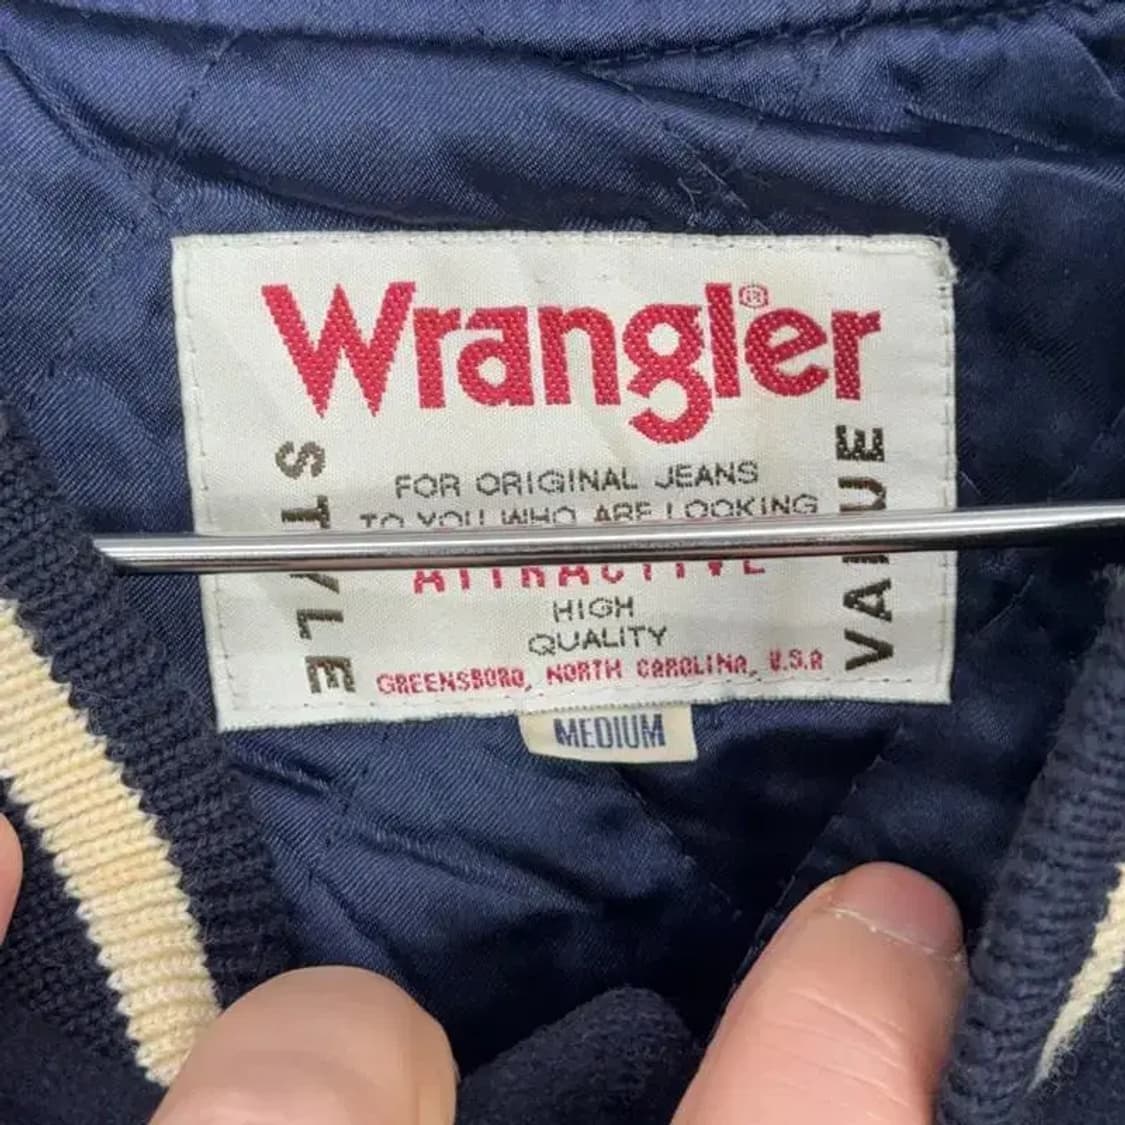 Wrangler®
STYLE
VALUE
FOR ORIGINAL JEANS
TO YOU WHO ARE LOOKING
ATTRACTIVE
HIGH
QUALITY
GREENSBORO, NORTH CAROLINA, U.S.A
MEDIUM